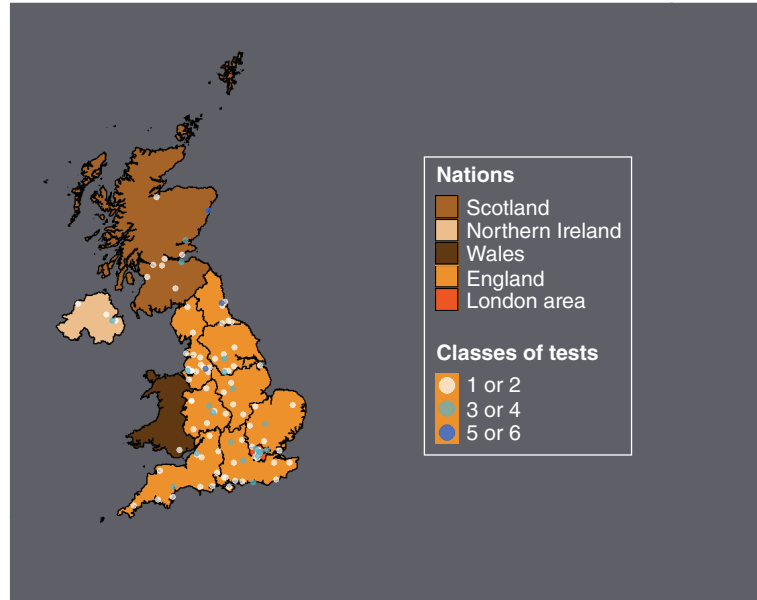 Nations
Scotland
Northern Ireland
Wales
England
London area
Classes of tests
1 or 2
3 or 4
5 or 6